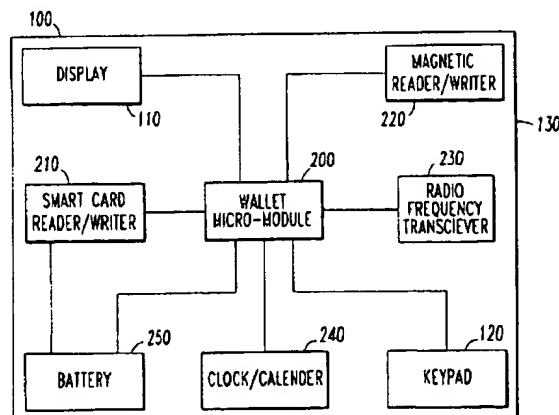 100
DISPLAY
110
MAGNETIC
READER/WRITER
220
130
210
SMART CARD
READER/WRITER
200
WALLET
MICRO-MODULE
230
RADIO
FREQUENCY
TRANSCIEVER
250
BATTERY
240
CLOCK/CALENDER
120
KEYPAD